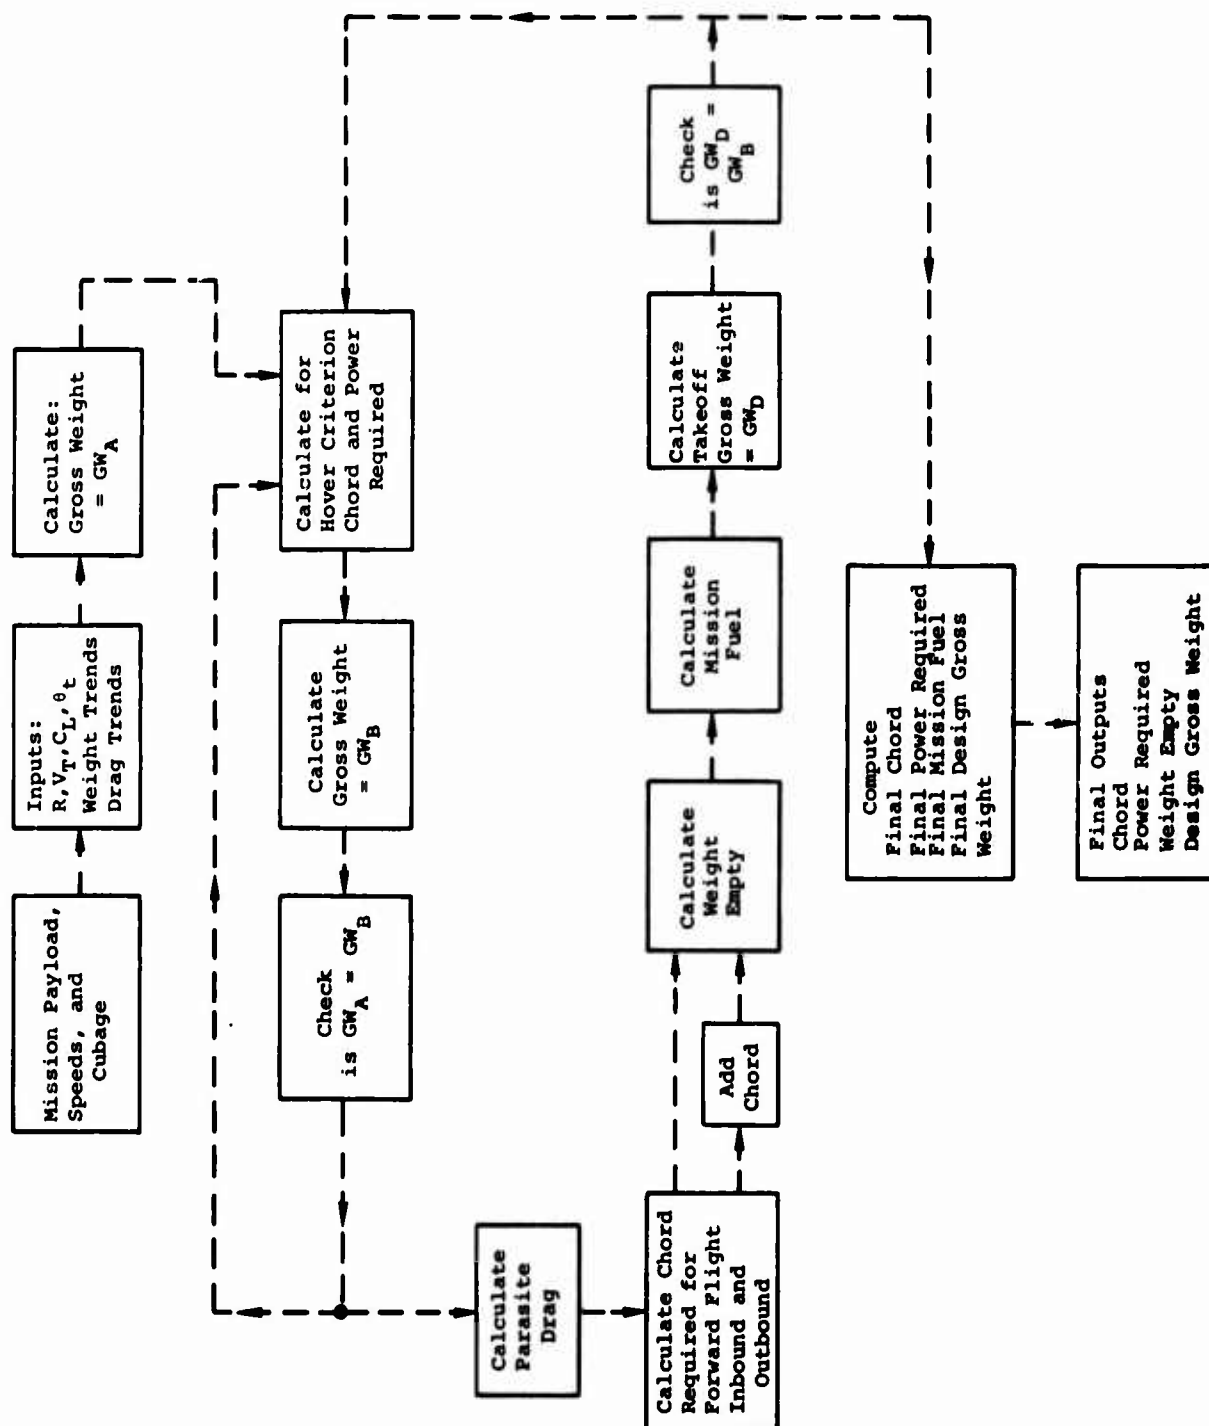 Mission Payload,
Speeds, and
Cubage
Inputs:
R,V_T,C_L,θ_t
Weight Trends
Drag Trends
Calculate:
Gross Weight
= GW_A
Calculate for
Hover Criterion
Chord and Power
Required
Calculate
Gross Weight
= GW_B
Check
is GW_A = GW_B
Calculate
Parasite
Drag
Calculate Chord
Required for
Forward Flight
Inbound and
Outbound
Add
Chord
Calculate
Weight
Empty
Calculate
Mission
Fuel
Calculate
Takeoff
Gross Weight
= GW_D
Check
is GW_D =
GW_B
Compute
Final Chord
Final Power Required
Final Mission Fuel
Final Design Gross
Weight
Final Outputs
Chord
Power Required
Weight Empty
Design Gross Weight